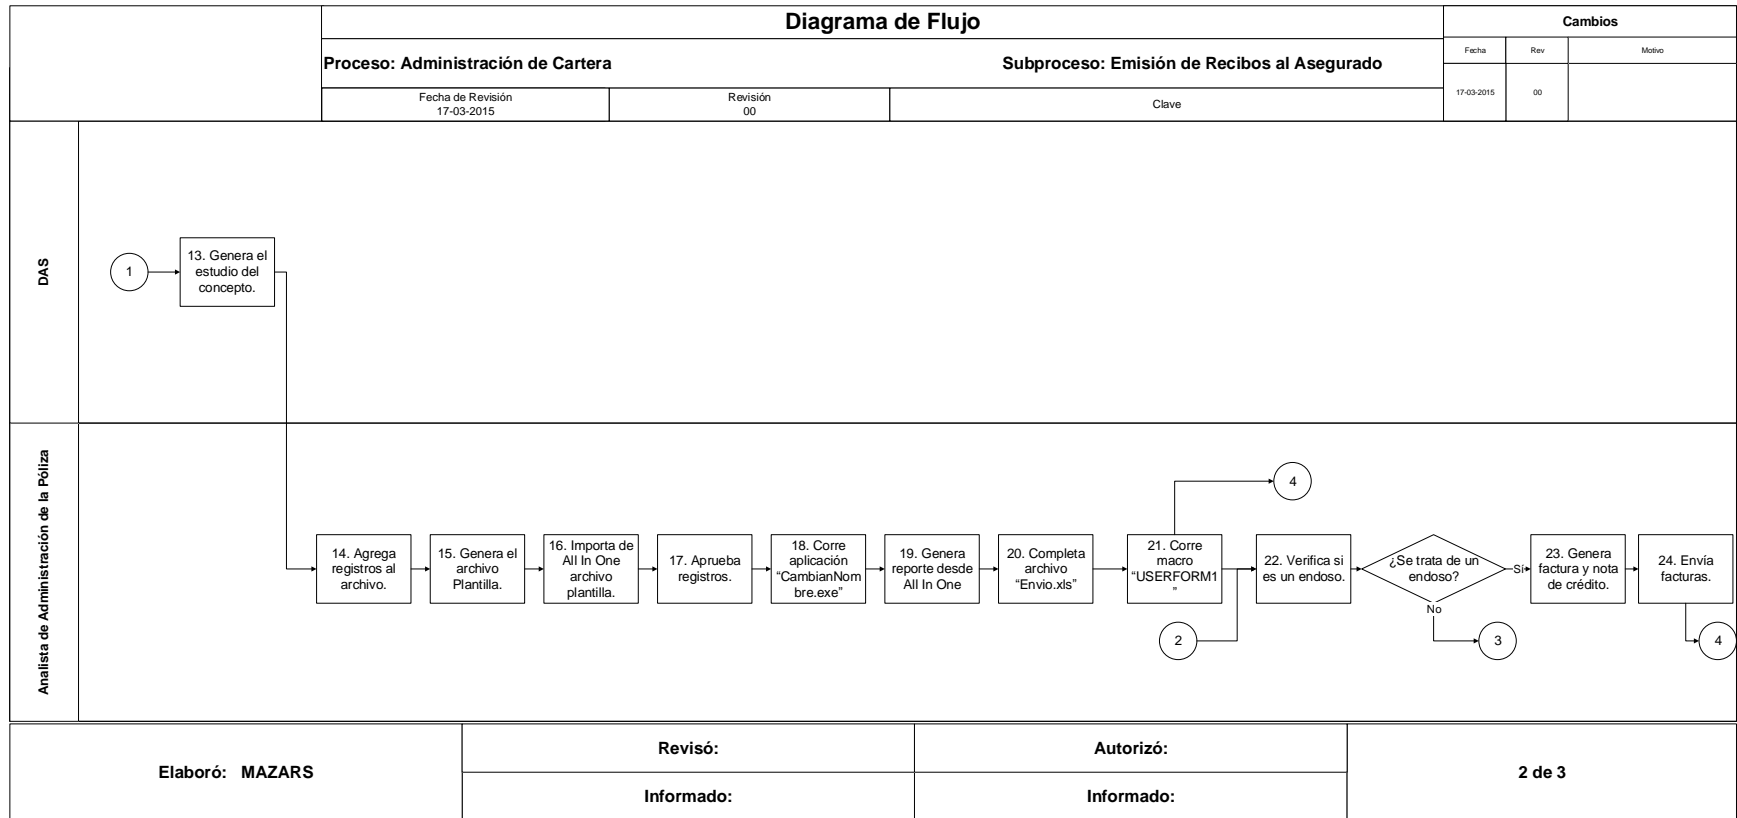 Diagrama de Flujo
Cambios
Proceso: Administración de Cartera
Subproceso: Emisión de Recibos al Asegurado
Fecha
Rev
Motivo
Fecha de Revisión
17-03-2015
Revisión
00
Clave
17-03-2015
00
DAS
1
13. Genera el
estudio del
concepto.
Analista de Administración de la Póliza
14. Agrega
registros al
archivo.
15. Genera el
archivo
Plantilla.
16. Importa de
All In One
archivo
plantilla.
17. Aprueba
registros.
18. Corre
aplicación
“CambianNom
bre.exe”
19. Genera
reporte desde
All In One
20. Completa
archivo
“Envio.xls”
21. Corre
macro
“USERFORM1
”
4
2
22. Verifica si
es un endoso.
¿Se trata de un
endoso?
Sí
No
3
23. Genera
factura y nota
de crédito.
24. Envía
facturas.
4
Elaboró: MAZARS
Revisó:
Autorizó:
Informado:
Informado:
2 de 3